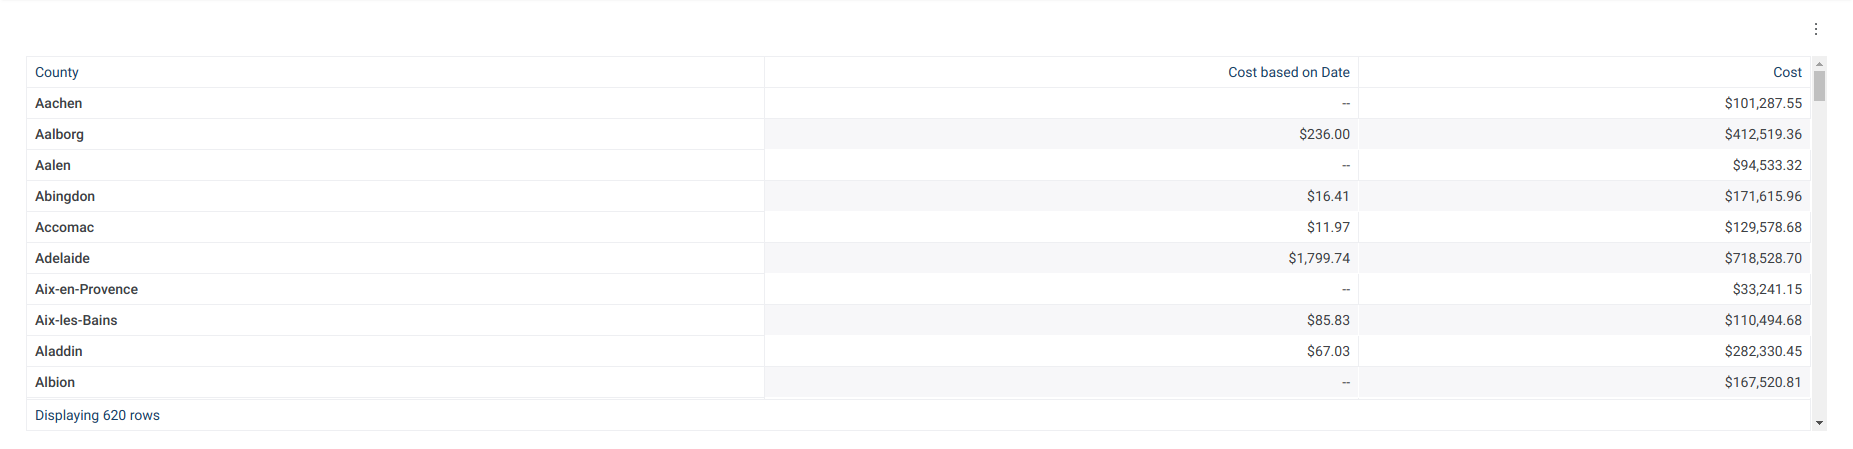 County Cost based on Date Cost
Aachen -- $101,287.55
Aalborg $236.00 $412,519.36
Aalen -- $94,533.32
Abingdon $16.41 $171,615.96
Accomac $11.97 $129,578.68
Adelaide $1,799.74 $718,528.70
Aix-en-Provence -- $33,241.15
Aix-les-Bains $85.83 $110,494.68
Aladdin $67.03 $282,330.45
Albion -- $167,520.81
Displaying 620 rows